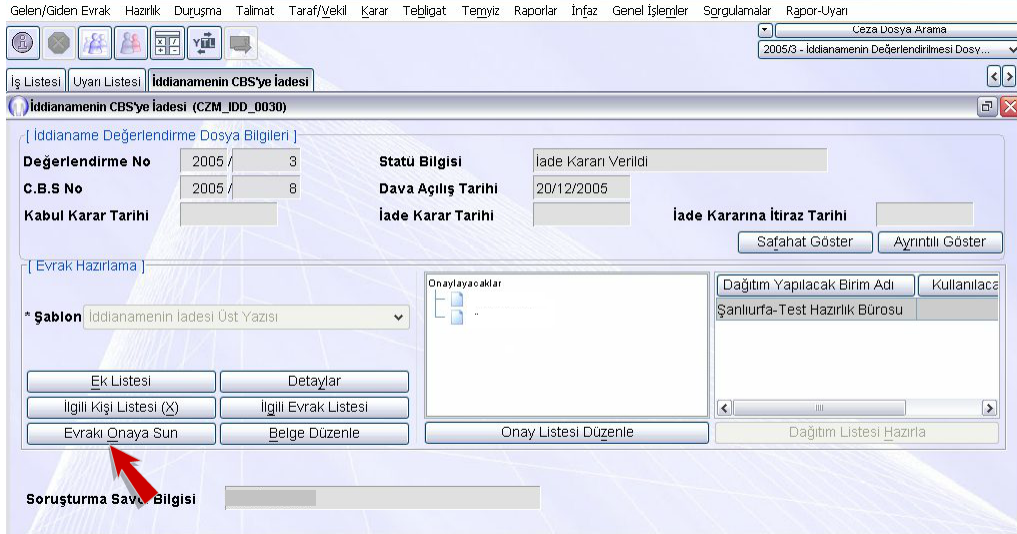 Gelen/Giden Evrak Hazırlık Duruşma Talimat Taraf/Vekil Karar Tebligat Temyiz Raporlar İnfaz Genel İşlemler Sorgulamalar Rapor-Uyarı
Ceza Dosya Arama
2005/3 - İddianamenin Değerlendirilmesi Dosy...
İş Listesi Uyarı Listesi İddianamenin CBS'ye İadesi
İddianamenin CBS'ye İadesi (CZM_IDD_0030)
[ İddianame Değerlendirme Dosya Bilgileri ]
Değerlendirme No 2005 / 3 Statü Bilgisi İade Kararı Verildi
C.B.S No 2005 / 8 Dava Açılış Tarihi 20/12/2005
Kabul Karar Tarihi İade Karar Tarihi İade Kararına İtiraz Tarihi
Safahat Göster Ayrıntılı Göster
[ Evrak Hazırlama ]
Onaylayacaklar
Dağıtım Yapılacak Birim Adı Kullanılaca
* Şablon İddianamenin İadesi Üst Yazısı
Şanlıurfa-Test Hazırlık Bürosu
Ek Listesi Detaylar
İlgili Kişi Listesi (X) İlgili Evrak Listesi
Evrakı Onaya Sun Belge Düzenle Onay Listesi Düzenle Dağıtım Listesi Hazırla
Soruşturma Bilgisi